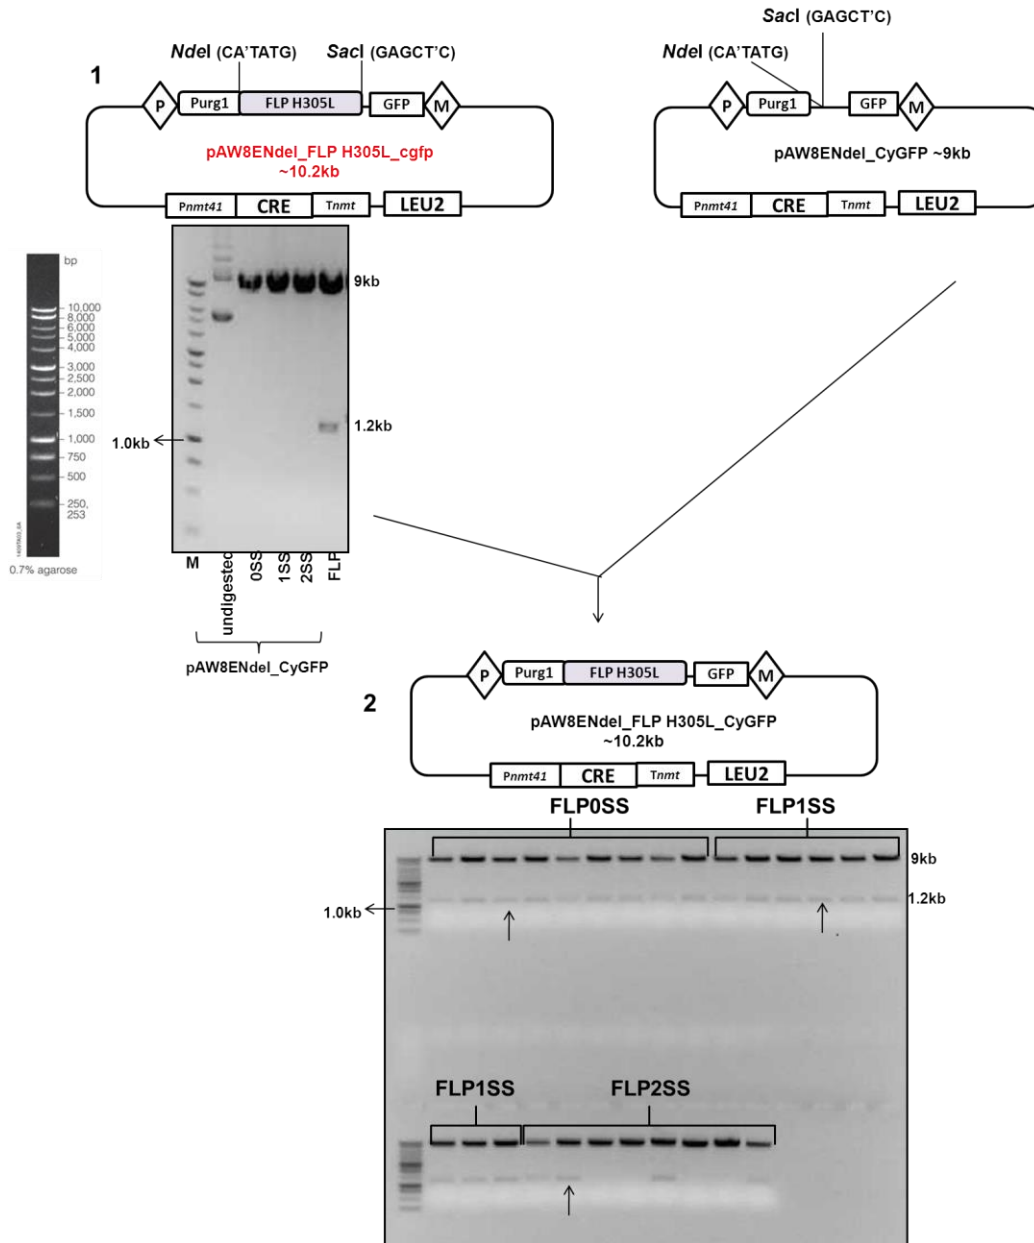 1
NdeI (CA'TATG) SacI (GAGCT'C)
P Purg1 FLP H305L GFP M
pAW8ENdeI_FLP H305L_cgfp
~10.2kb
Pnmt41 CRE Tnmt LEU2
SacI (GAGCT'C)
NdeI (CA'TATG)
P Purg1 GFP M
pAW8ENdeI_CyGFP ~9kb
Pnmt41 CRE Tnmt LEU2
bp
10,000
8,000
6,000
5,000
4,000
3,000
2,500
2,000
1,500
1,000
750
500
250,
253
0.7% agarose
9kb
1.2kb
1.0kb
M
undigested
0SS
1SS
2SS
FLP
pAW8ENdeI_CyGFP
2
P Purg1 FLP H305L GFP M
pAW8ENdeI_FLP H305L_CyGFP
~10.2kb
Pnmt41 CRE Tnmt LEU2
FLP0SS FLP1SS
9kb
1.2kb
1.0kb
FLP1SS FLP2SS